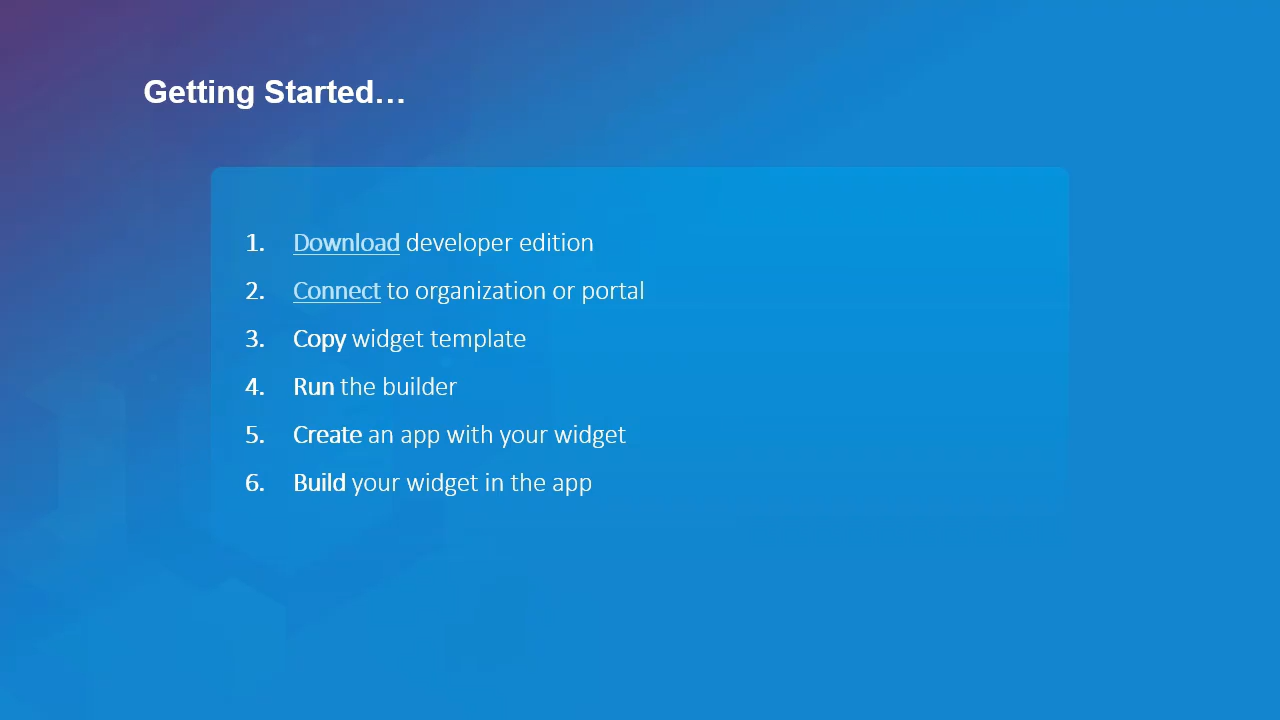 Getting Started…
1. Download developer edition
2. Connect to organization or portal
3. Copy widget template
4. Run the builder
5. Create an app with your widget
6. Build your widget in the app